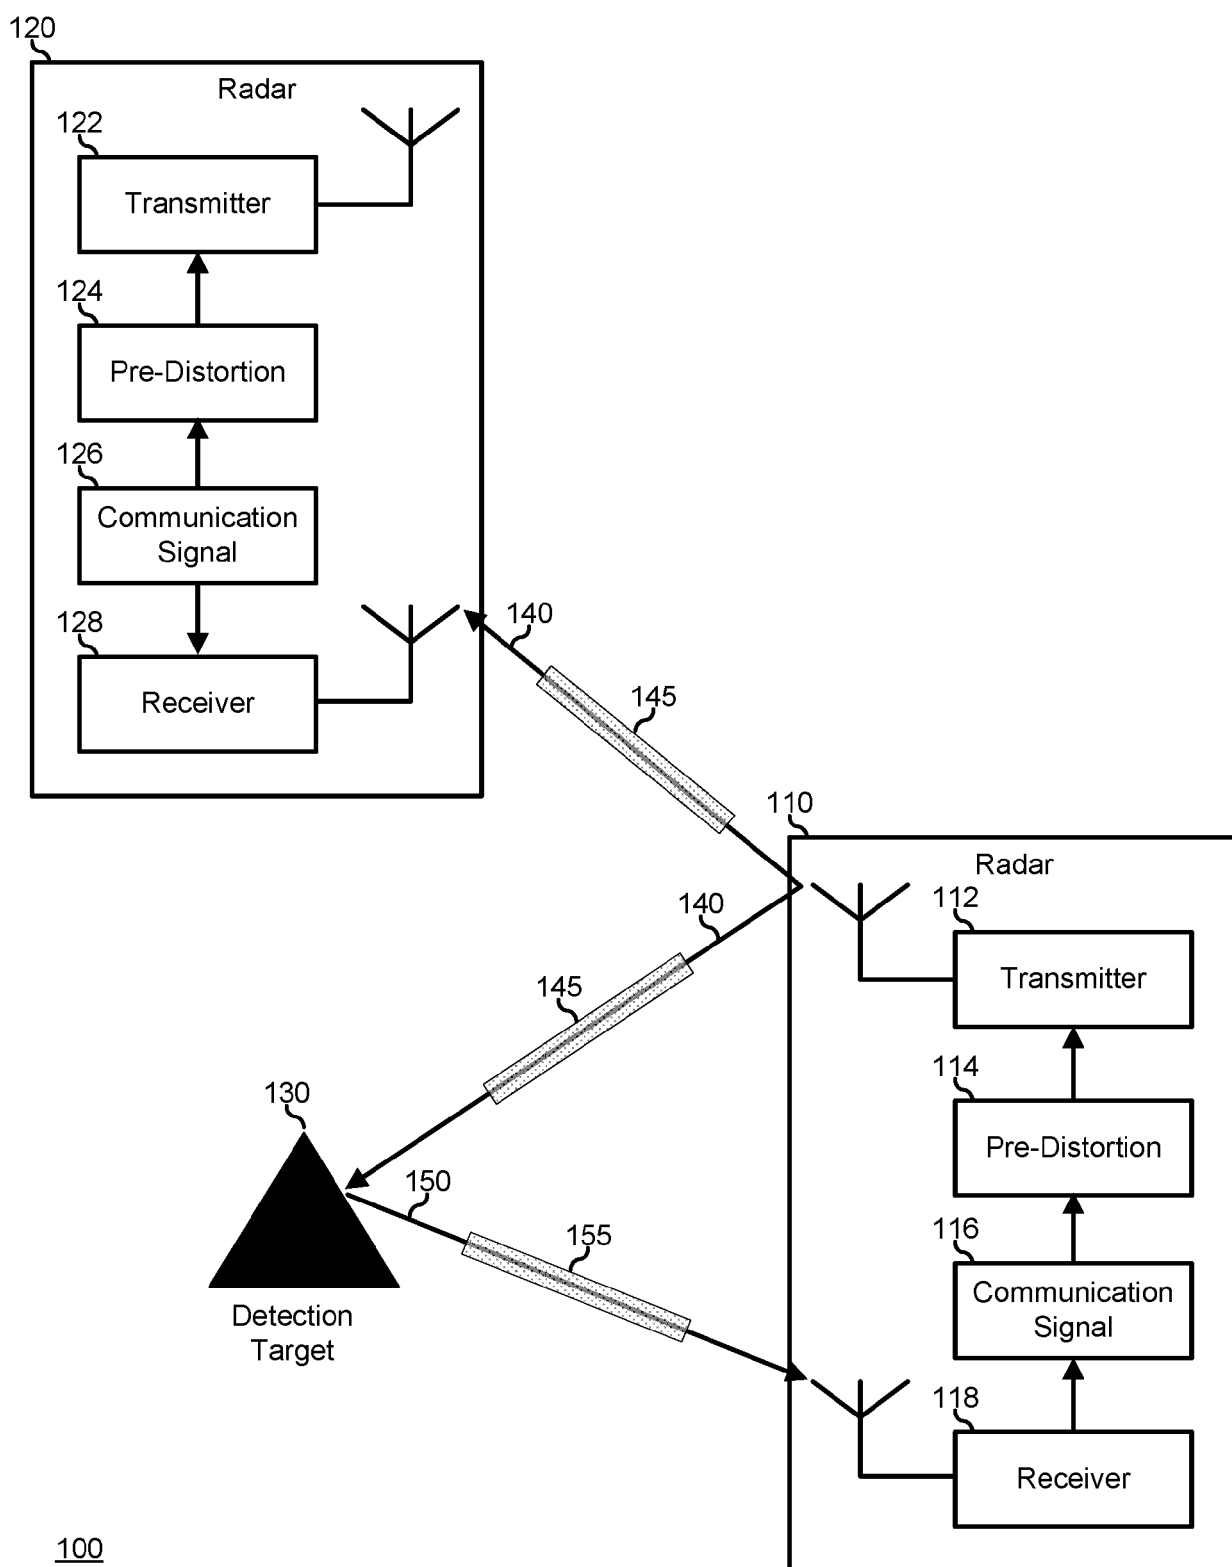 120
Radar
122
Transmitter
124
Pre-Distortion
126
Communication
Signal
128
Receiver
140
145
110
Radar
112
Transmitter
140
145
114
Pre-Distortion
130
150
155
116
Communication
Signal
Detection
Target
118
Receiver
100